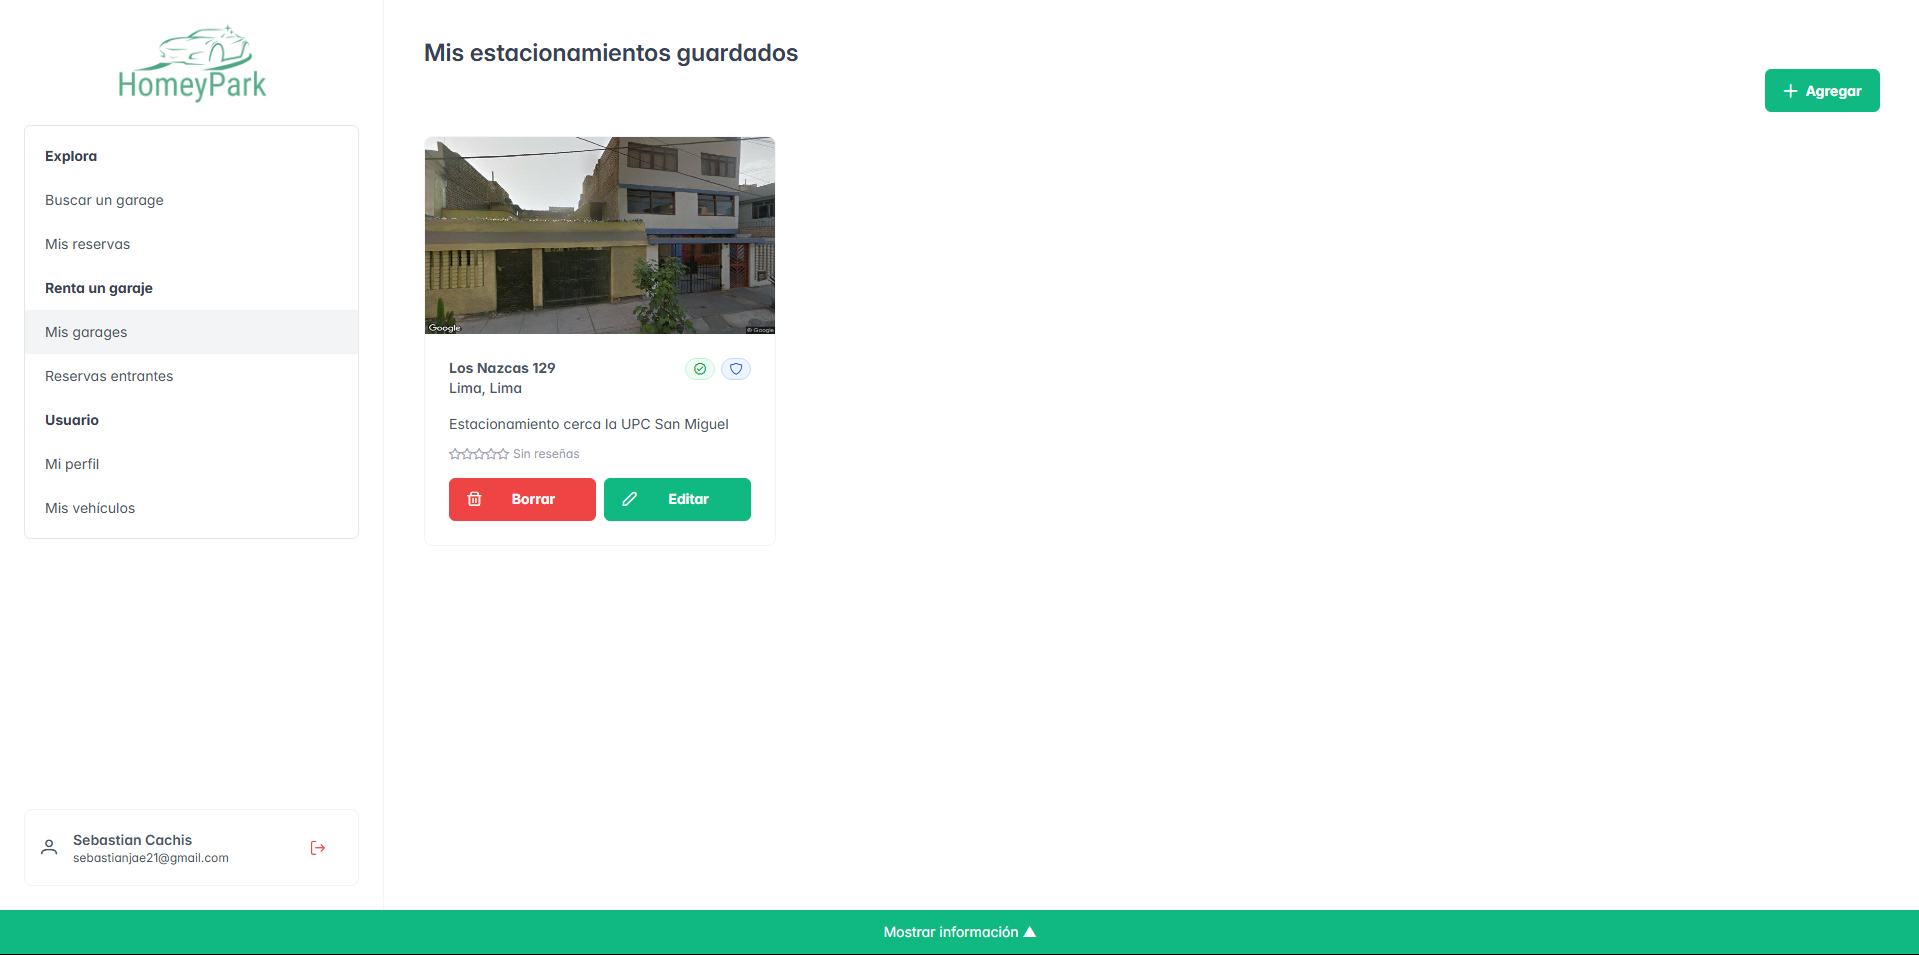 HomeyPark
Explora
Buscar un garage
Mis reservas
Renta un garaje
Mis garages
Reservas entrantes
Usuario
Mi perfil
Mis vehículos
Sebastian Cachis
sebastianjae21@gmail.com
Mis estacionamientos guardados
Agregar
Google
© Google
Los Nazcas 129
Lima, Lima
Estacionamiento cerca la UPC San Miguel
Sin reseñas
Borrar
Editar
Mostrar información ▲